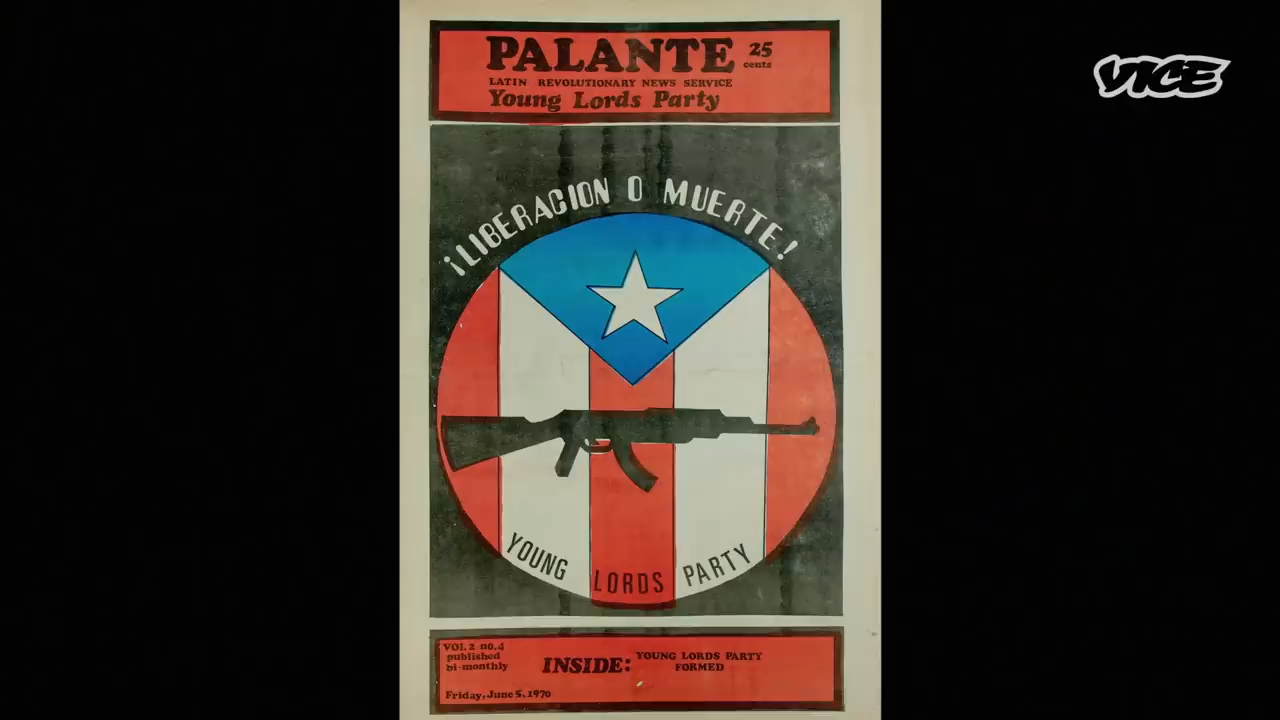 PALANTE
25
cents
LATIN REVOLUTIONARY NEWS SERVICE
Young Lords Party
VICE
¡LIBERACION O MUERTE!
YOUNG LORDS PARTY
VOL.2 no.4
published
bi-monthly
INSIDE:
YOUNG LORDS PARTY
FORMED
Friday, June 5, 1970